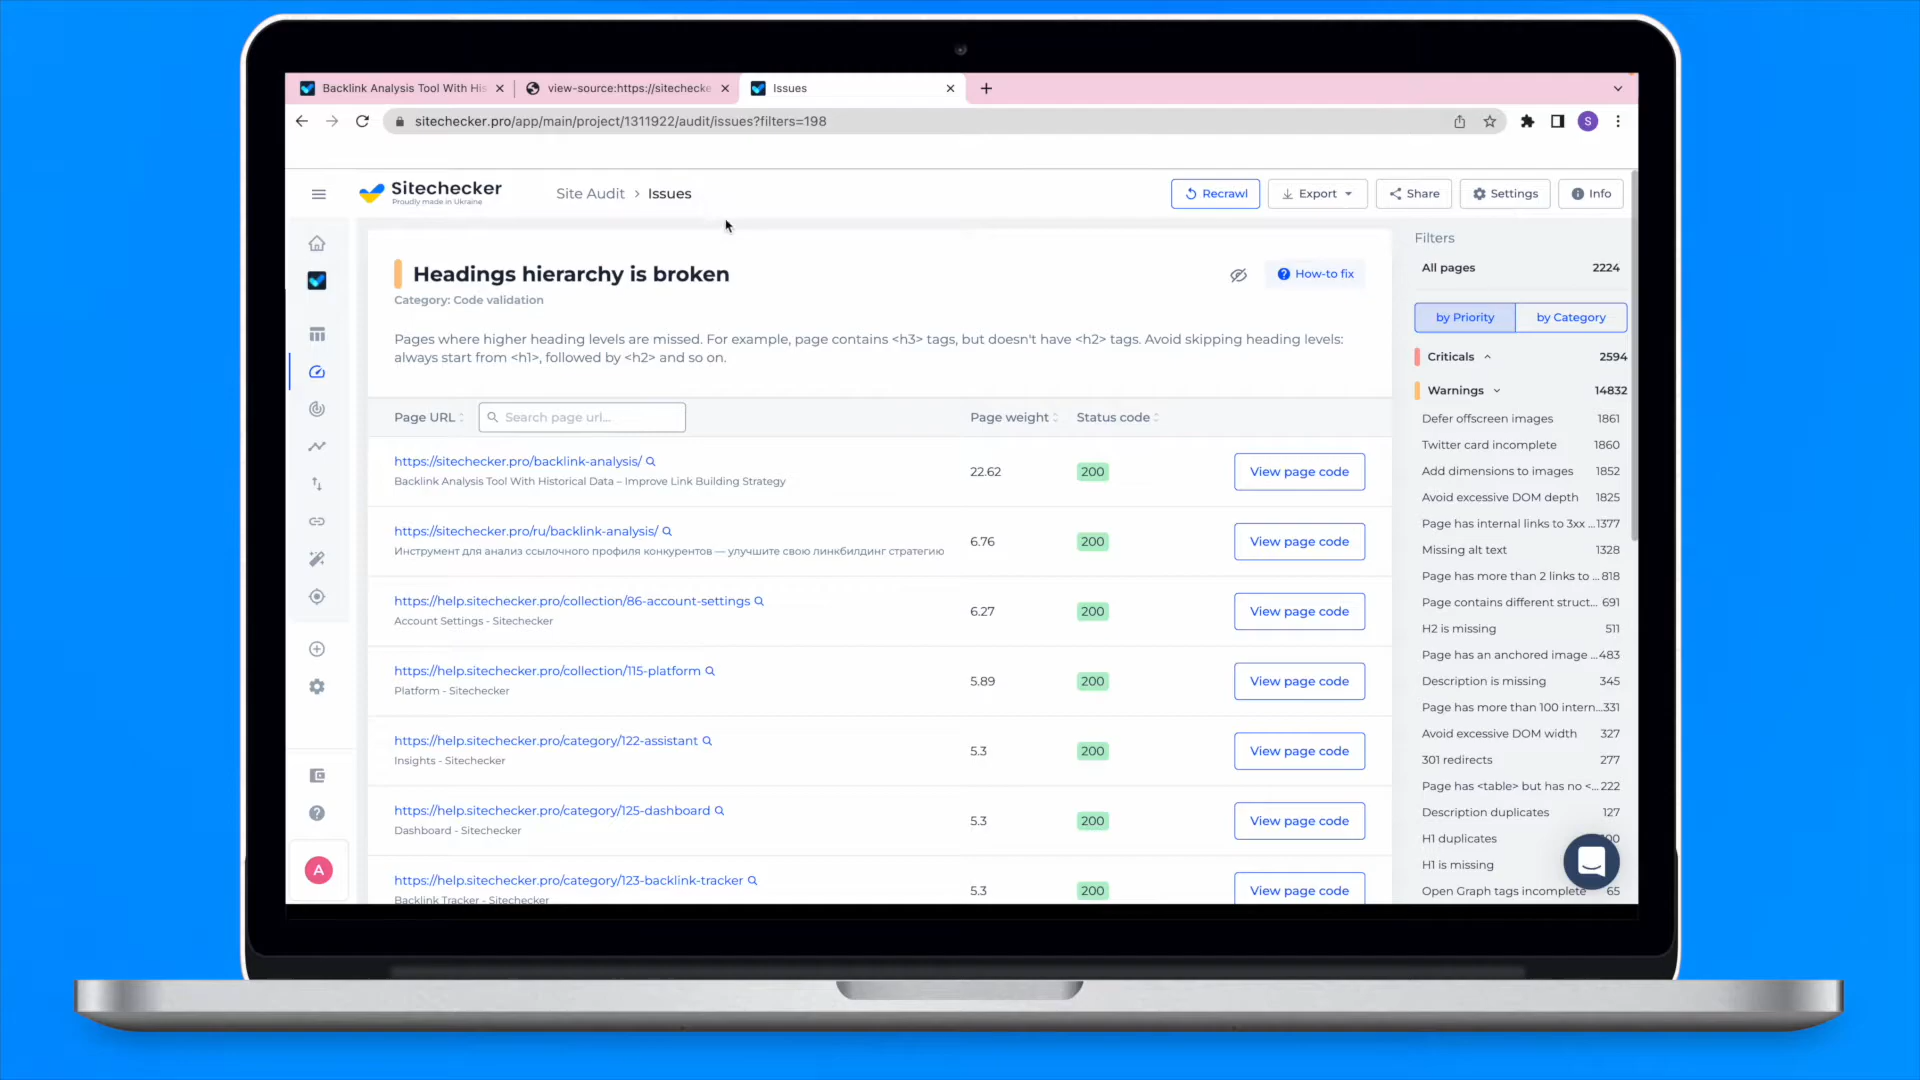 Backlink Analysis Tool With His
view-source:https://sitechecke
Issues
sitechecker.pro/app/main/project/1311922/audit/issues?filters=198
S
Sitechecker
Proudly made in Ukraine
Site Audit > Issues
Recrawl
Export
Share
Settings
Info
Headings hierarchy is broken
How-to fix
Category: Code validation
Pages where higher heading levels are missed. For example, page contains <h3> tags, but doesn't have <h2> tags. Avoid skipping heading levels:
always start from <h1>, followed by <h2> and so on.
Page URL
Search page url...
Page weight
Status code
https://sitechecker.pro/backlink-analysis/
Backlink Analysis Tool With Historical Data – Improve Link Building Strategy
22.62
200
View page code
https://sitechecker.pro/ru/backlink-analysis/
Инструмент для анализ ссылочного профиля конкурентов — улучшите свою линкбилдинг стратегию
6.76
200
View page code
https://help.sitechecker.pro/collection/86-account-settings
Account Settings - Sitechecker
6.27
200
View page code
https://help.sitechecker.pro/collection/115-platform
Platform - Sitechecker
5.89
200
View page code
https://help.sitechecker.pro/category/122-assistant
Insights - Sitechecker
5.3
200
View page code
https://help.sitechecker.pro/category/125-dashboard
Dashboard - Sitechecker
5.3
200
View page code
https://help.sitechecker.pro/category/123-backlink-tracker
Backlink Tracker - Sitechecker
5.3
200
View page code
A
Filters
All pages 2224
by Priority
by Category
Criticals 2594
Warnings 14832
Defer offscreen images 1861
Twitter card incomplete 1860
Add dimensions to images 1852
Avoid excessive DOM depth 1825
Page has internal links to 3xx ... 1377
Missing alt text 1328
Page has more than 2 links to ... 818
Page contains different struct... 691
H2 is missing 511
Page has an anchored image ... 483
Description is missing 345
Page has more than 100 intern... 331
Avoid excessive DOM width 327
301 redirects 277
Page has <table> but has no <... 222
Description duplicates 127
H1 duplicates
H1 is missing
Open Graph tags incomplete 65